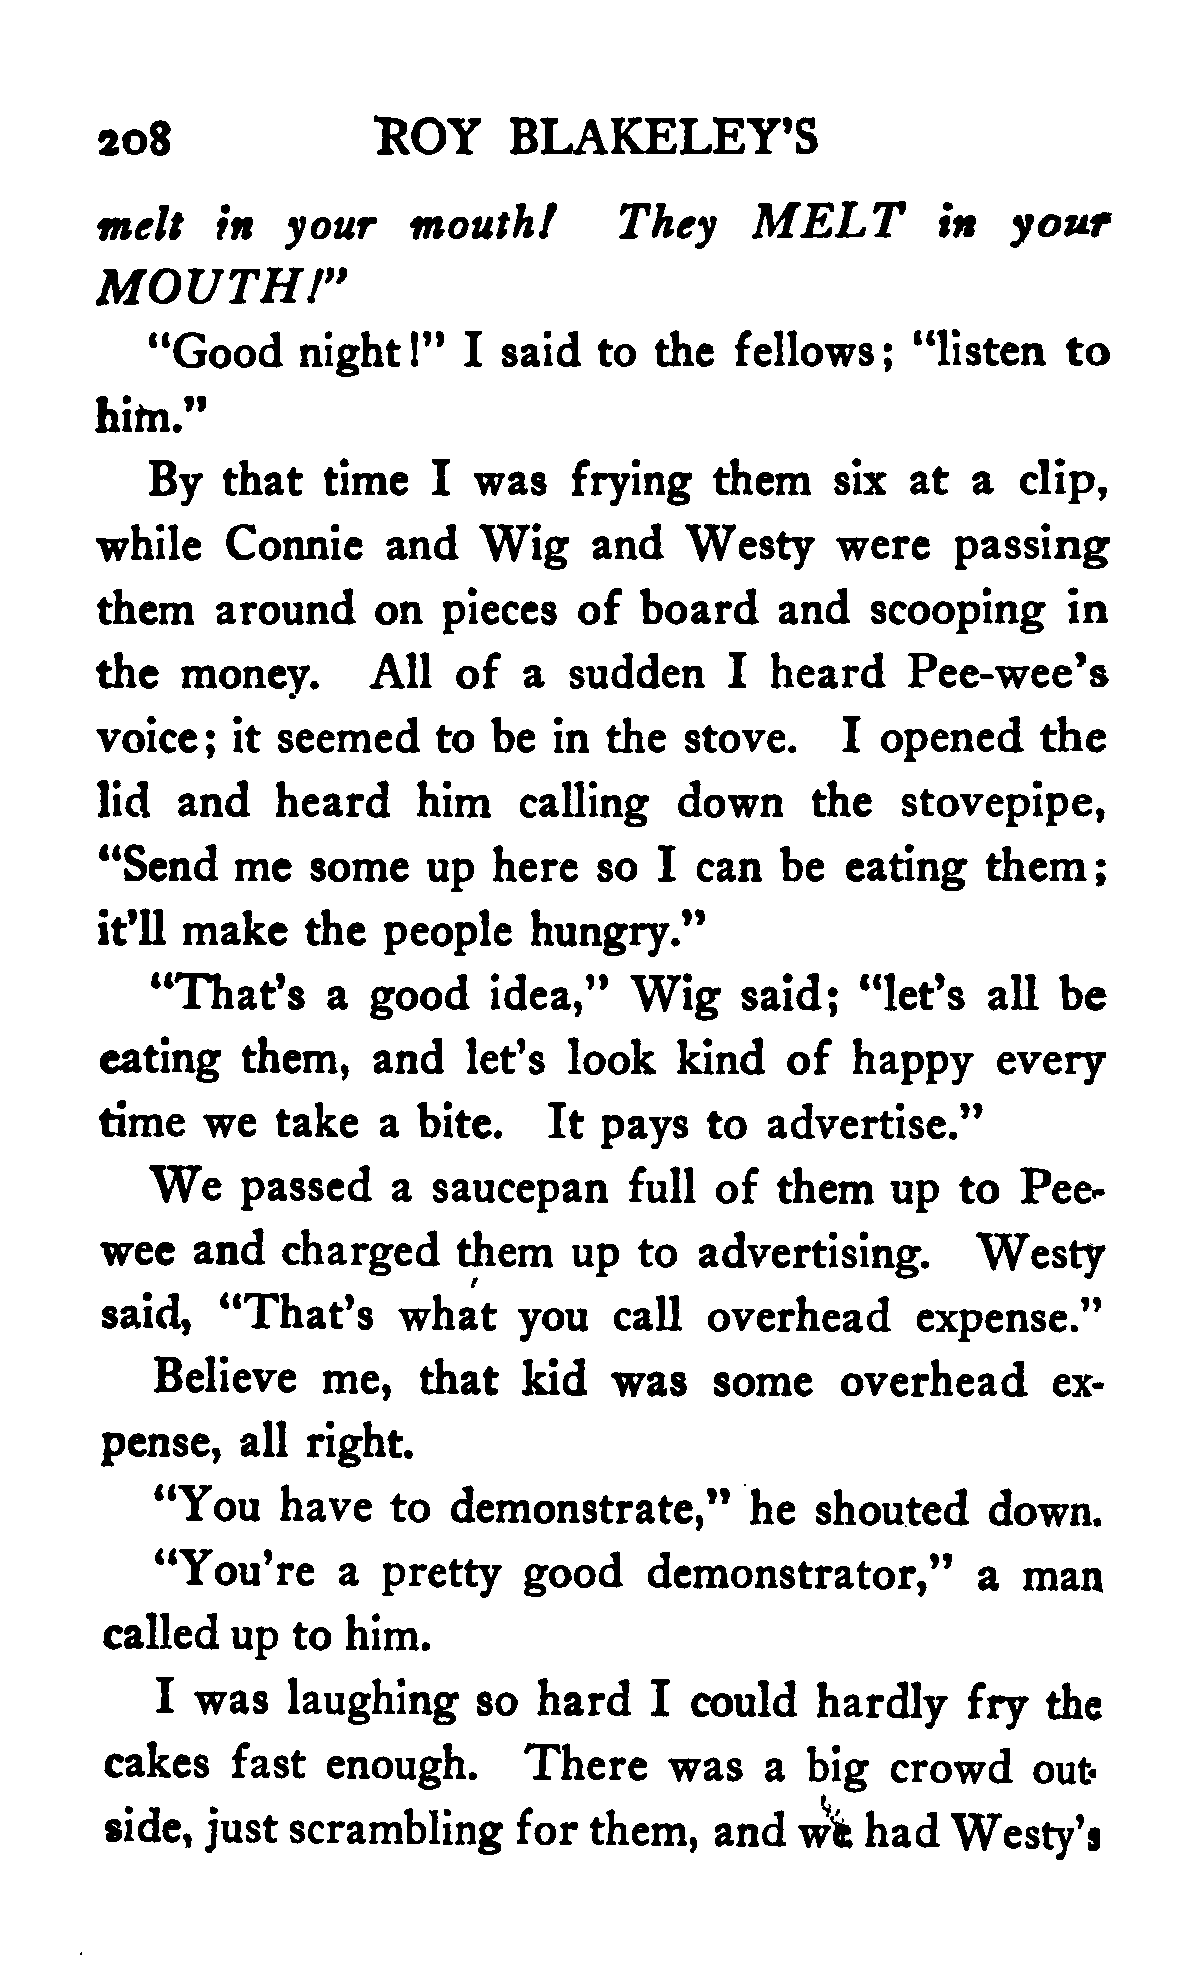 208 ROY BLAKELEY'S
melt in your mouth! They MELT in your
MOUTH!"
"Good night!" I said to the fellows; "listen to
him."
By that time I was frying them six at a clip,
while Connie and Wig and Westy were passing
them around on pieces of board and scooping in
the money. All of a sudden I heard Pee-wee's
voice; it seemed to be in the stove. I opened the
lid and heard him calling down the stovepipe,
"Send me some up here so I can be eating them;
it'll make the people hungry."
"That's a good idea," Wig said; "let's all be
eating them, and let's look kind of happy every
time we take a bite. It pays to advertise."
We passed a saucepan full of them up to Pee-
wee and charged them up to advertising. Westy
said, "That's what you call overhead expense."
Believe me, that kid was some overhead ex-
pense, all right.
"You have to demonstrate," he shouted down.
"You're a pretty good demonstrator," a man
called up to him.
I was laughing so hard I could hardly fry the
cakes fast enough. There was a big crowd out-
side, just scrambling for them, and we had Westy's